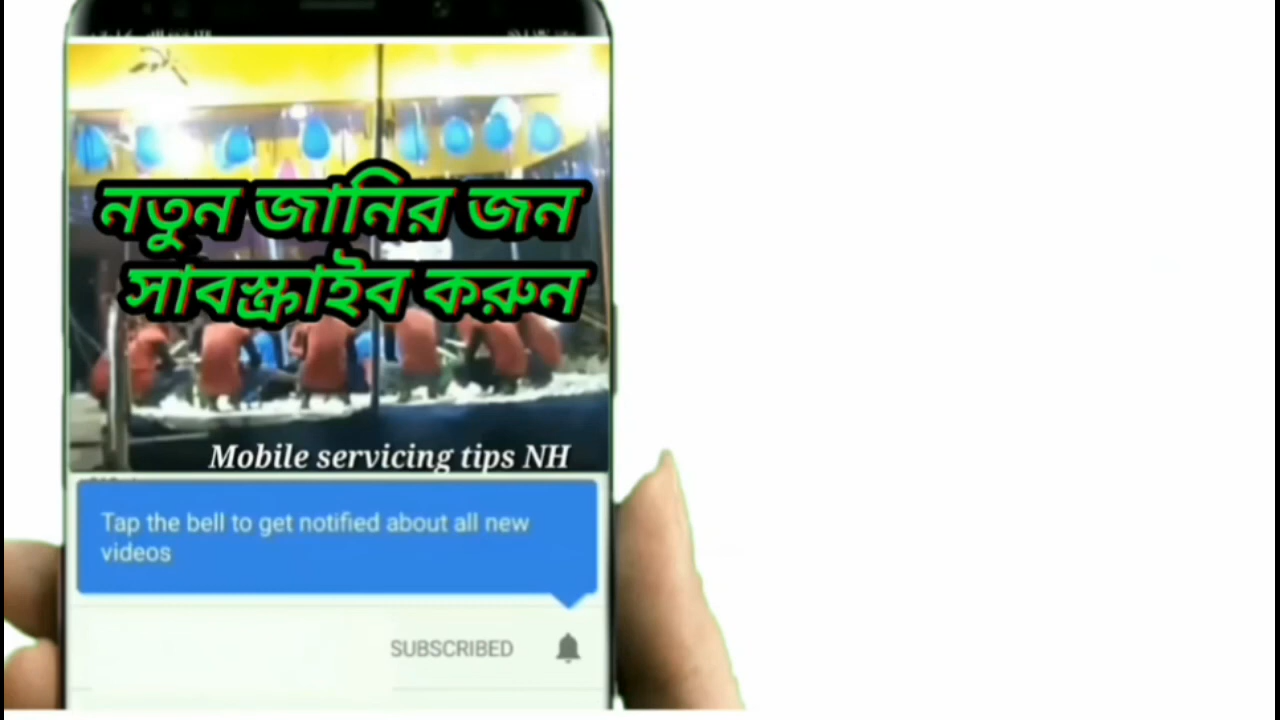 নতুন জানির জন
সাবস্ক্রাইব করুন
Mobile servicing tips NH
Tap the bell to get notified about all new
videos
SUBSCRIBED